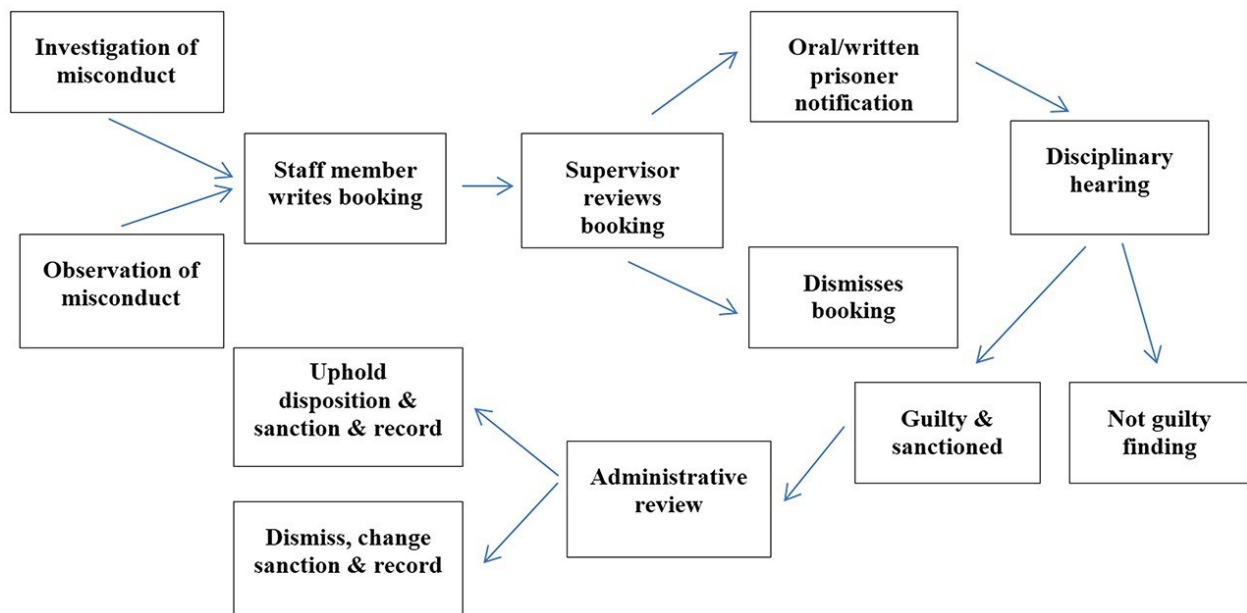 Investigation of
misconduct
Observation of
misconduct
Staff member
writes booking
Supervisor
reviews
booking
Oral/written
prisoner
notification
Dismisses
booking
Disciplinary
hearing
Guilty &
sanctioned
Not guilty
finding
Administrative
review
Uphold
disposition &
sanction & record
Dismiss, change
sanction & record